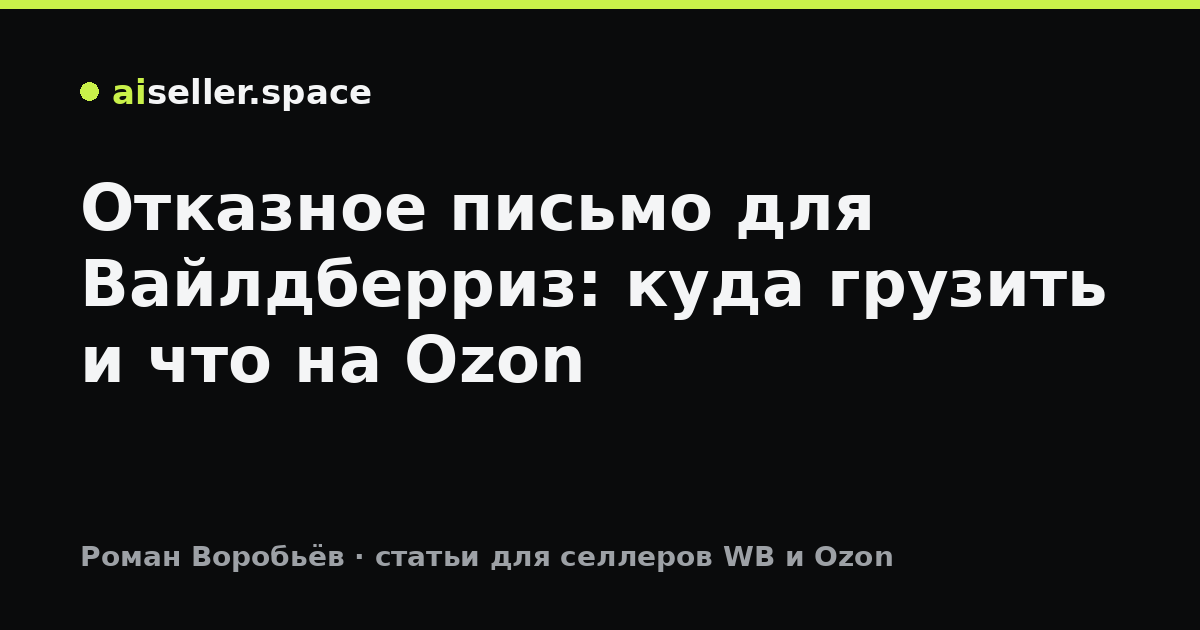 aiseller.space
Отказное письмо для
Вайлдберриз: куда грузить
и что на Ozon
Роман Воробьёв · статьи для селлеров WB и Ozon